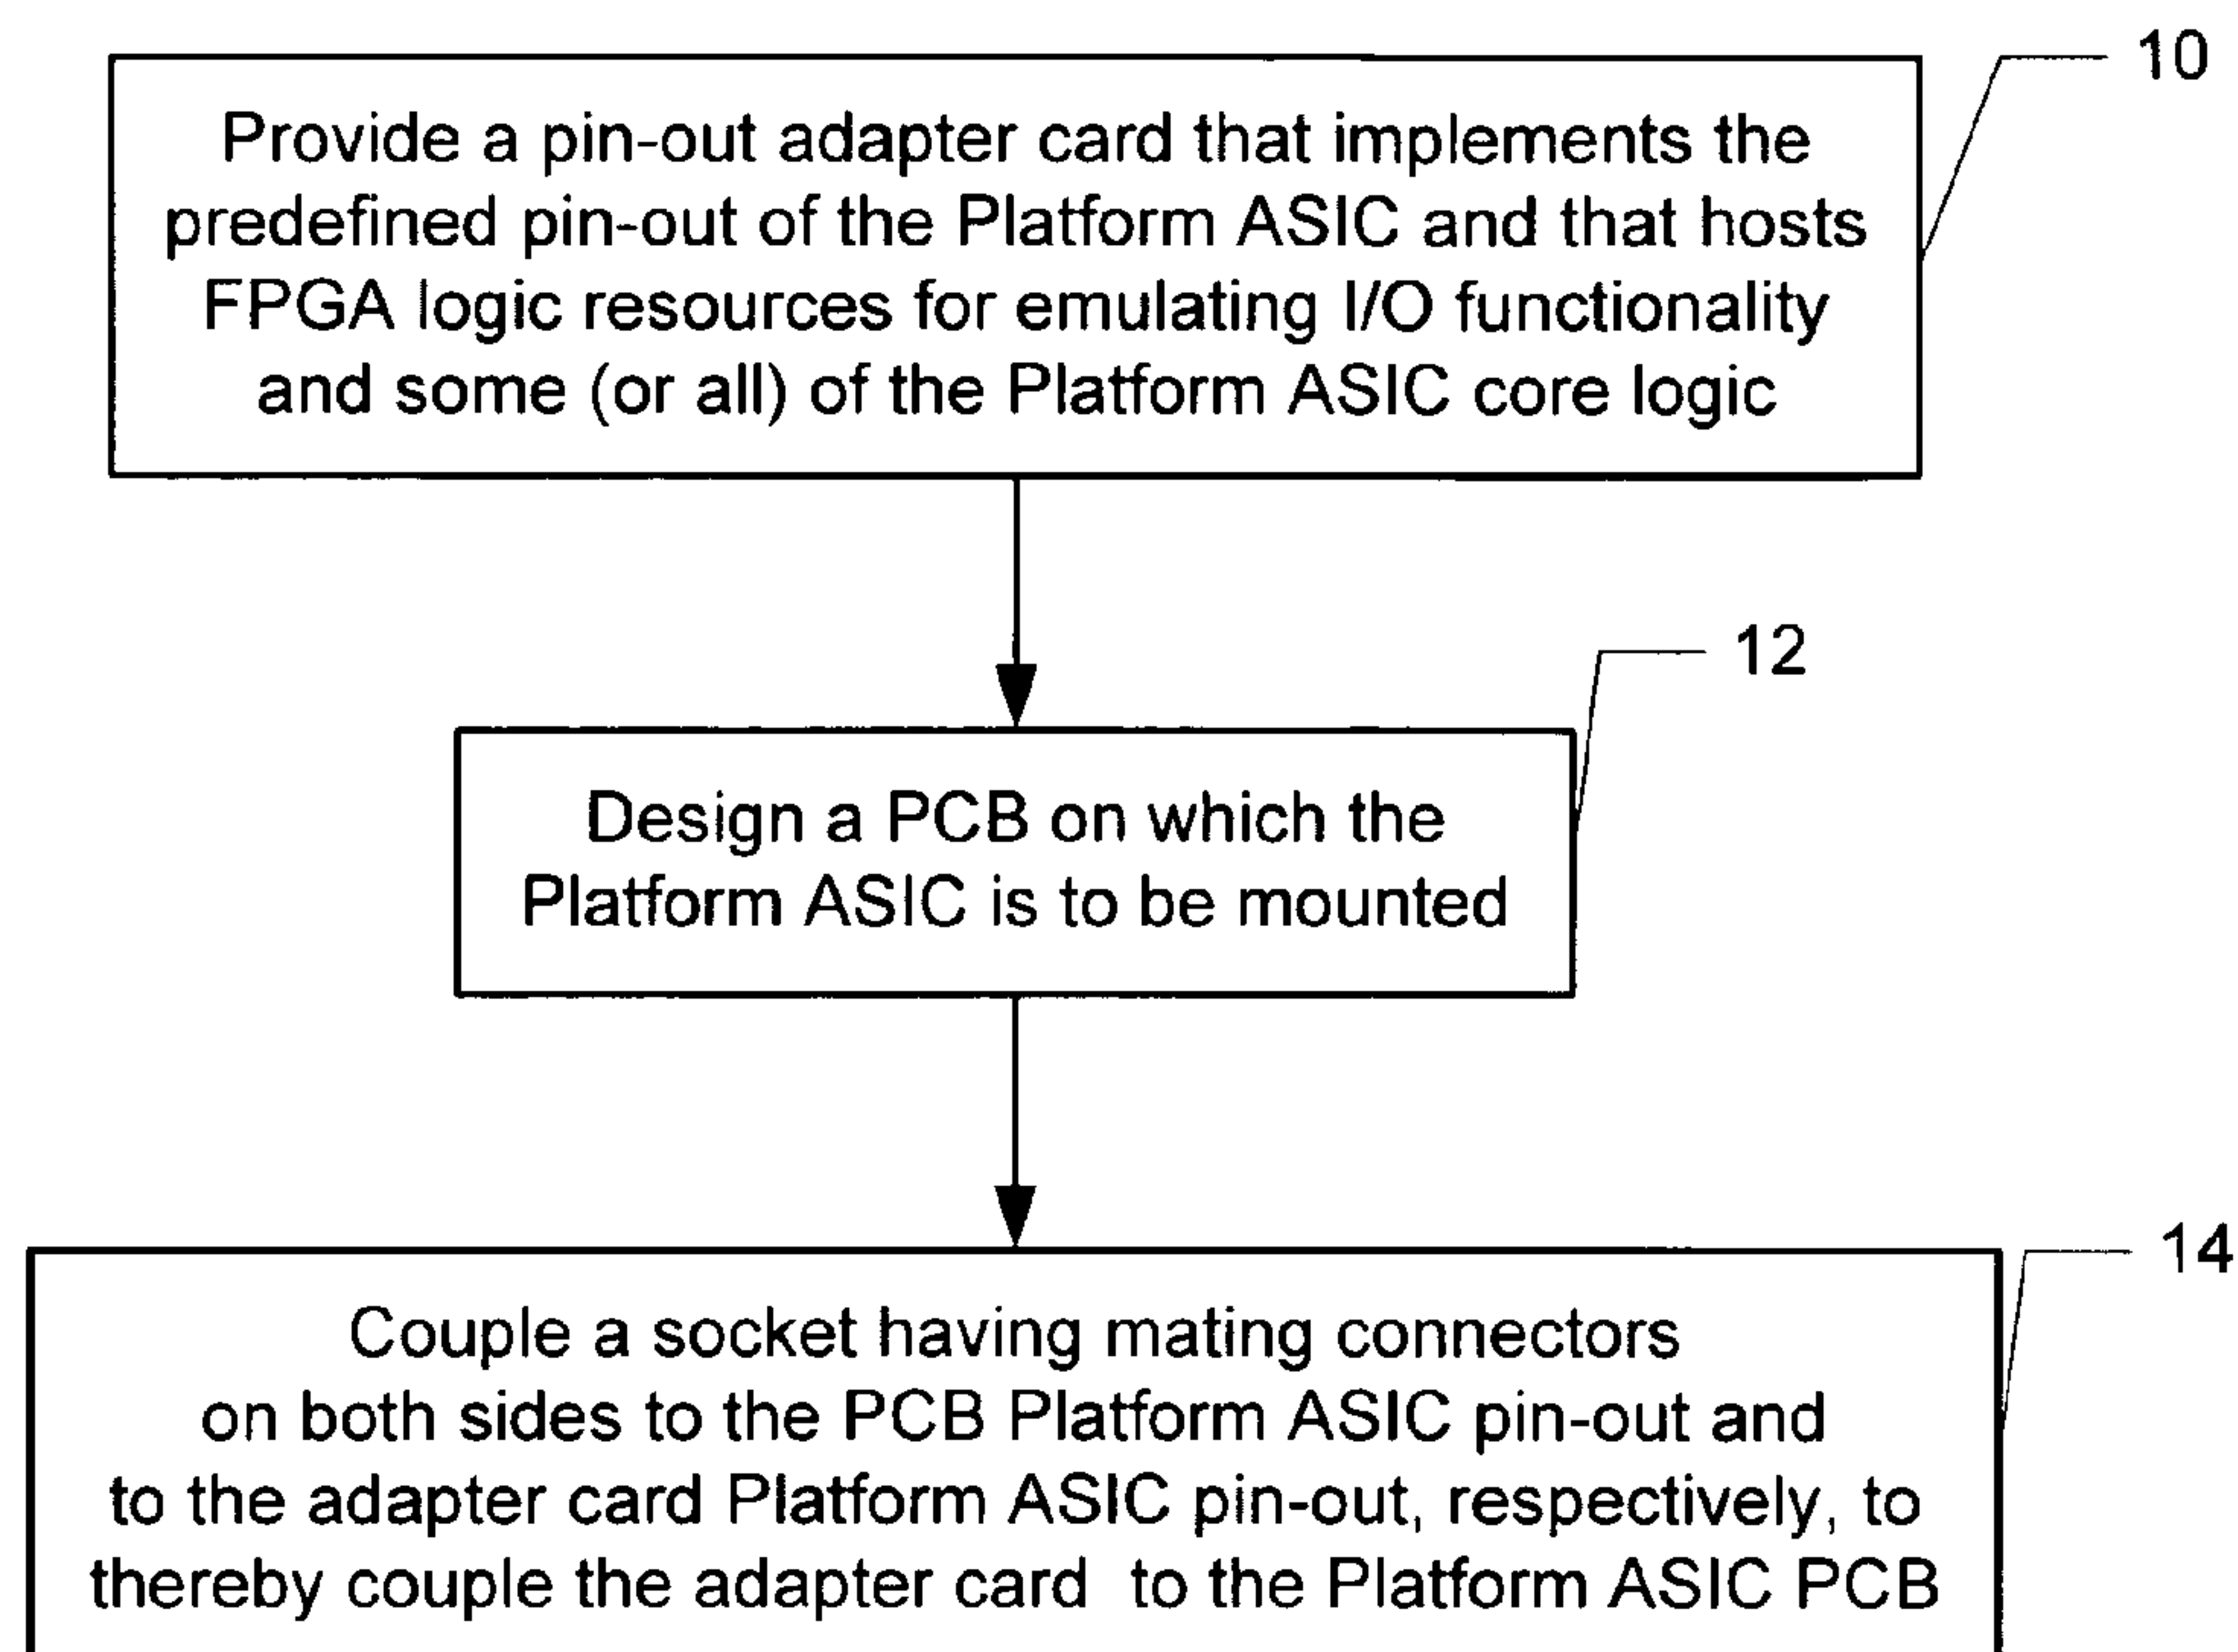 10
Provide a pin-out adapter card that implements the
predefined pin-out of the Platform ASIC and that hosts
FPGA logic resources for emulating I/O functionality
and some (or all) of the Platform ASIC core logic
12
Design a PCB on which the
Platform ASIC is to be mounted
14
Couple a socket having mating connectors
on both sides to the PCB Platform ASIC pin-out and
to the adapter card Platform ASIC pin-out, respectively, to
thereby couple the adapter card to the Platform ASIC PCB